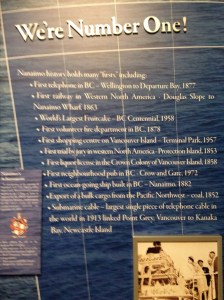 We're Number One!
Nanaimo history holds many 'firsts' including:
• First telephone in BC - Wellington to Departure Bay, 1877
• First railway in Western North America - Douglas Slope to
Nanaimo Wharf 1863
• World's Largest Fruitcake - BC Centennial, 1958
• First volunteer fire department in BC, 1878
• First shopping centre on Vancouver Island - Terminal Park, 1957
• First trial by jury in western North America - Protection Island, 1853
• First liquor license in the Crown Colony of Vancouver Island, 1858
• First neighbourhood pub in BC - Crow and Gate, 1972
• First ocean-going ship built in BC - Nanaimo, 1882
Export of a bulk cargo from the Pacific Northwest - coal, 1852
• Submarine cable - largest single piece of telephone cable in
the world in 1913 linked Point Grey, Vancouver to Kanaka
Bay, Newcastle Island